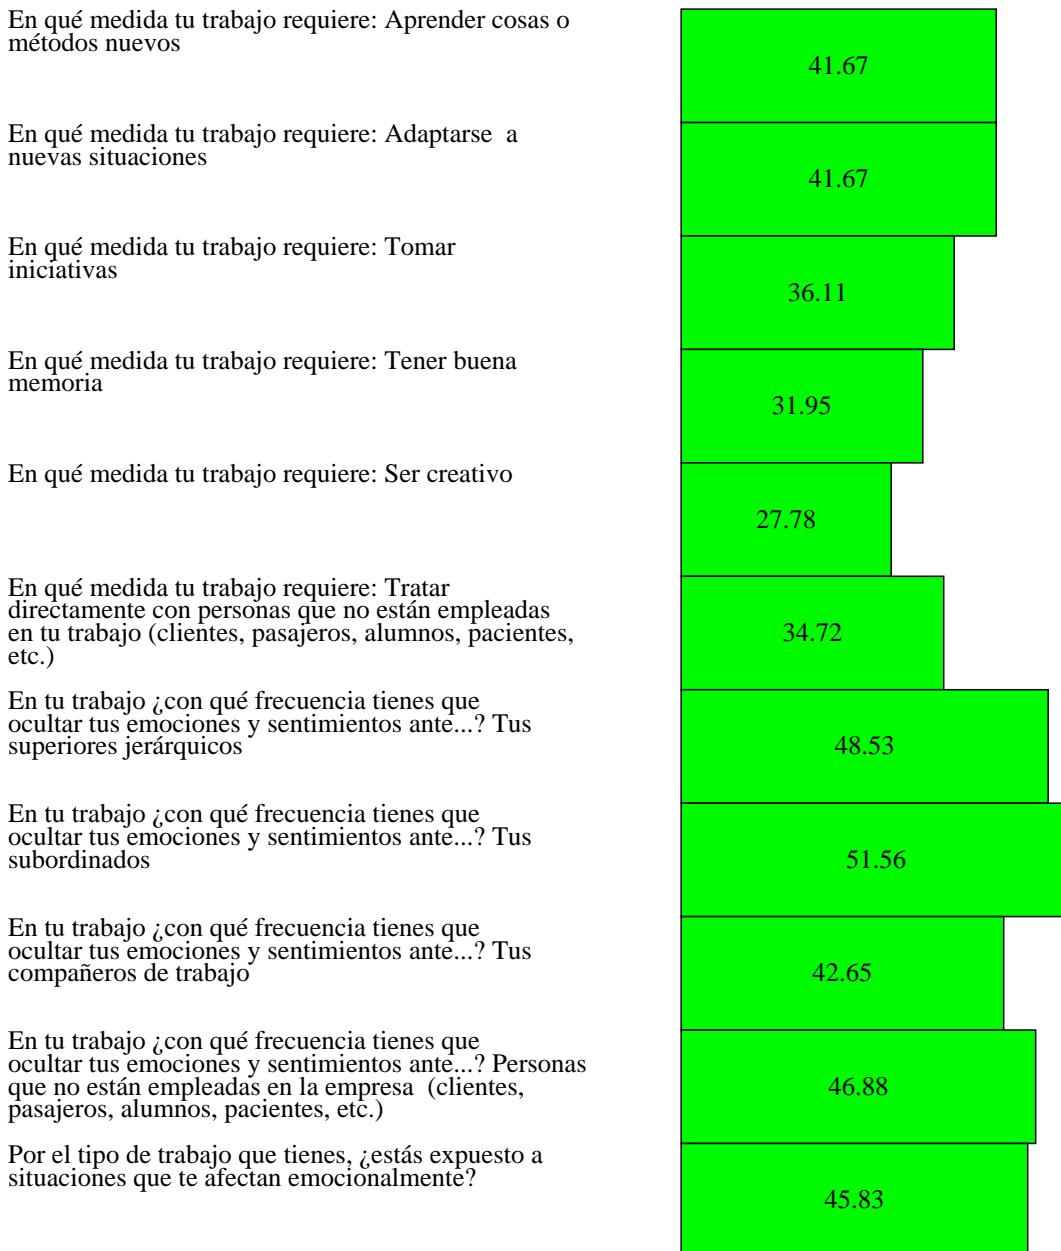 En qué medida tu trabajo requiere: Aprender cosas o
métodos nuevos
41.67
En qué medida tu trabajo requiere: Adaptarse  a
nuevas situaciones
41.67
En qué medida tu trabajo requiere: Tomar
iniciativas
36.11
En qué medida tu trabajo requiere: Tener buena
memoria
31.95
En qué medida tu trabajo requiere: Ser creativo
27.78
En qué medida tu trabajo requiere: Tratar
directamente con personas que no están empleadas
en tu trabajo (clientes, pasajeros, alumnos, pacientes,
etc.)
34.72
En tu trabajo ¿con qué frecuencia tienes que
ocultar tus emociones y sentimientos ante...? Tus
superiores jerárquicos
48.53
En tu trabajo ¿con qué frecuencia tienes que
ocultar tus emociones y sentimientos ante...? Tus
subordinados
51.56
En tu trabajo ¿con qué frecuencia tienes que
ocultar tus emociones y sentimientos ante...? Tus
compañeros de trabajo
42.65
En tu trabajo ¿con qué frecuencia tienes que
ocultar tus emociones y sentimientos ante...? Personas
que no están empleadas en la empresa  (clientes,
pasajeros, alumnos, pacientes, etc.)
46.88
Por el tipo de trabajo que tienes, ¿estás expuesto a
situaciones que te afectan emocionalmente?
45.83